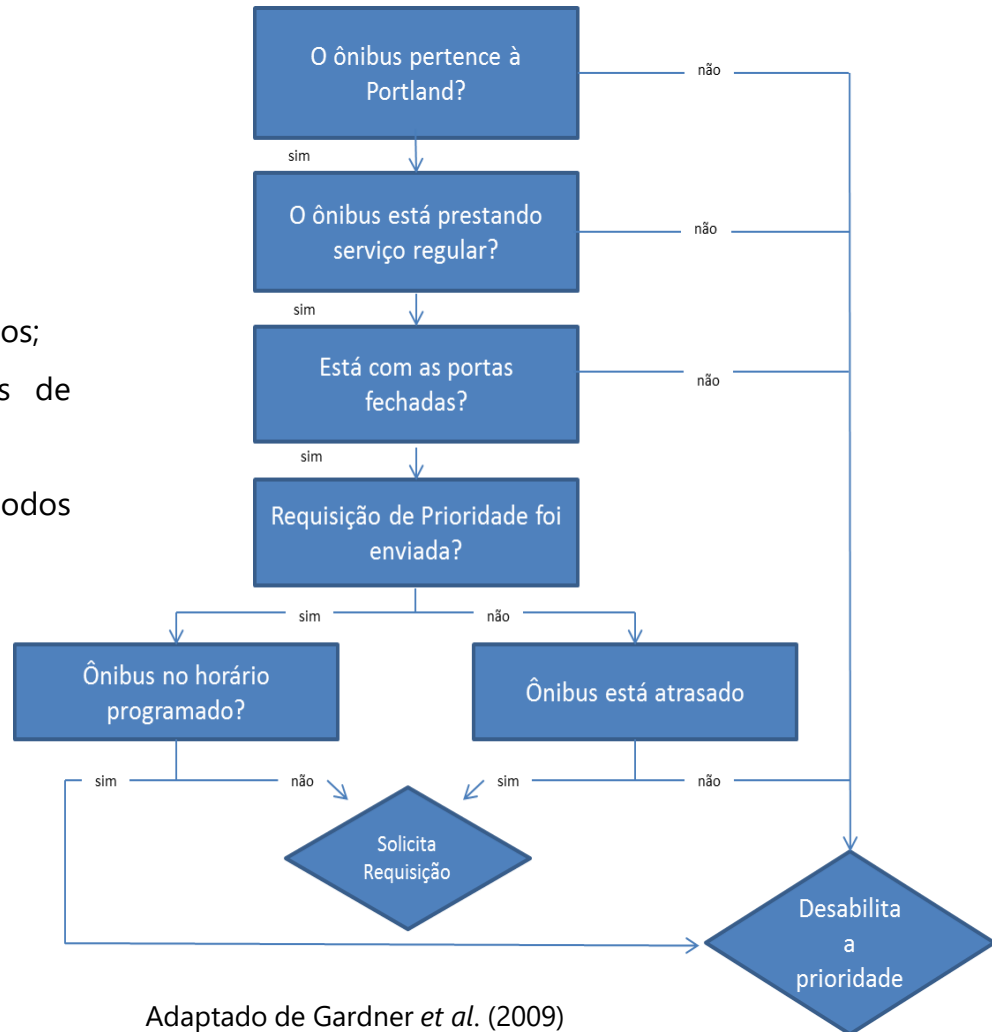 O ônibus pertence à
Portland?
não
sim
O ônibus está prestando
serviço regular?
não
sim
os;
Está com as portas
fechadas?
s de
não
sim
odos
Requisição de Prioridade foi
enviada?
sim
não
Ônibus no horário
programado?
Ônibus está atrasado
sim
não
sim
não
Solicita
Requisição
Desabilita
a
prioridade
Adaptado de Gardner et al. (2009)